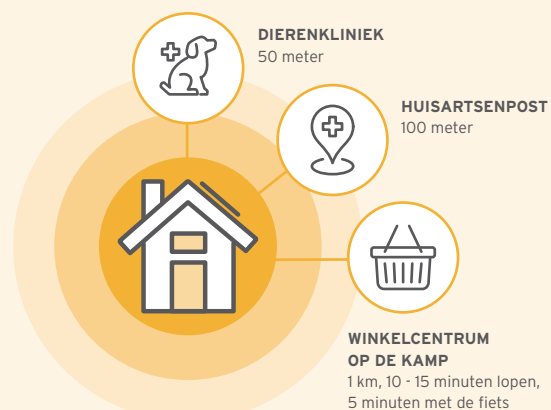 DIERENKLINIEK
50 meter
HUISARTSENPOST
100 meter
WINKELCENTRUM
OP DE KAMP
1 km, 10 - 15 minuten lopen,
5 minuten met de fiets